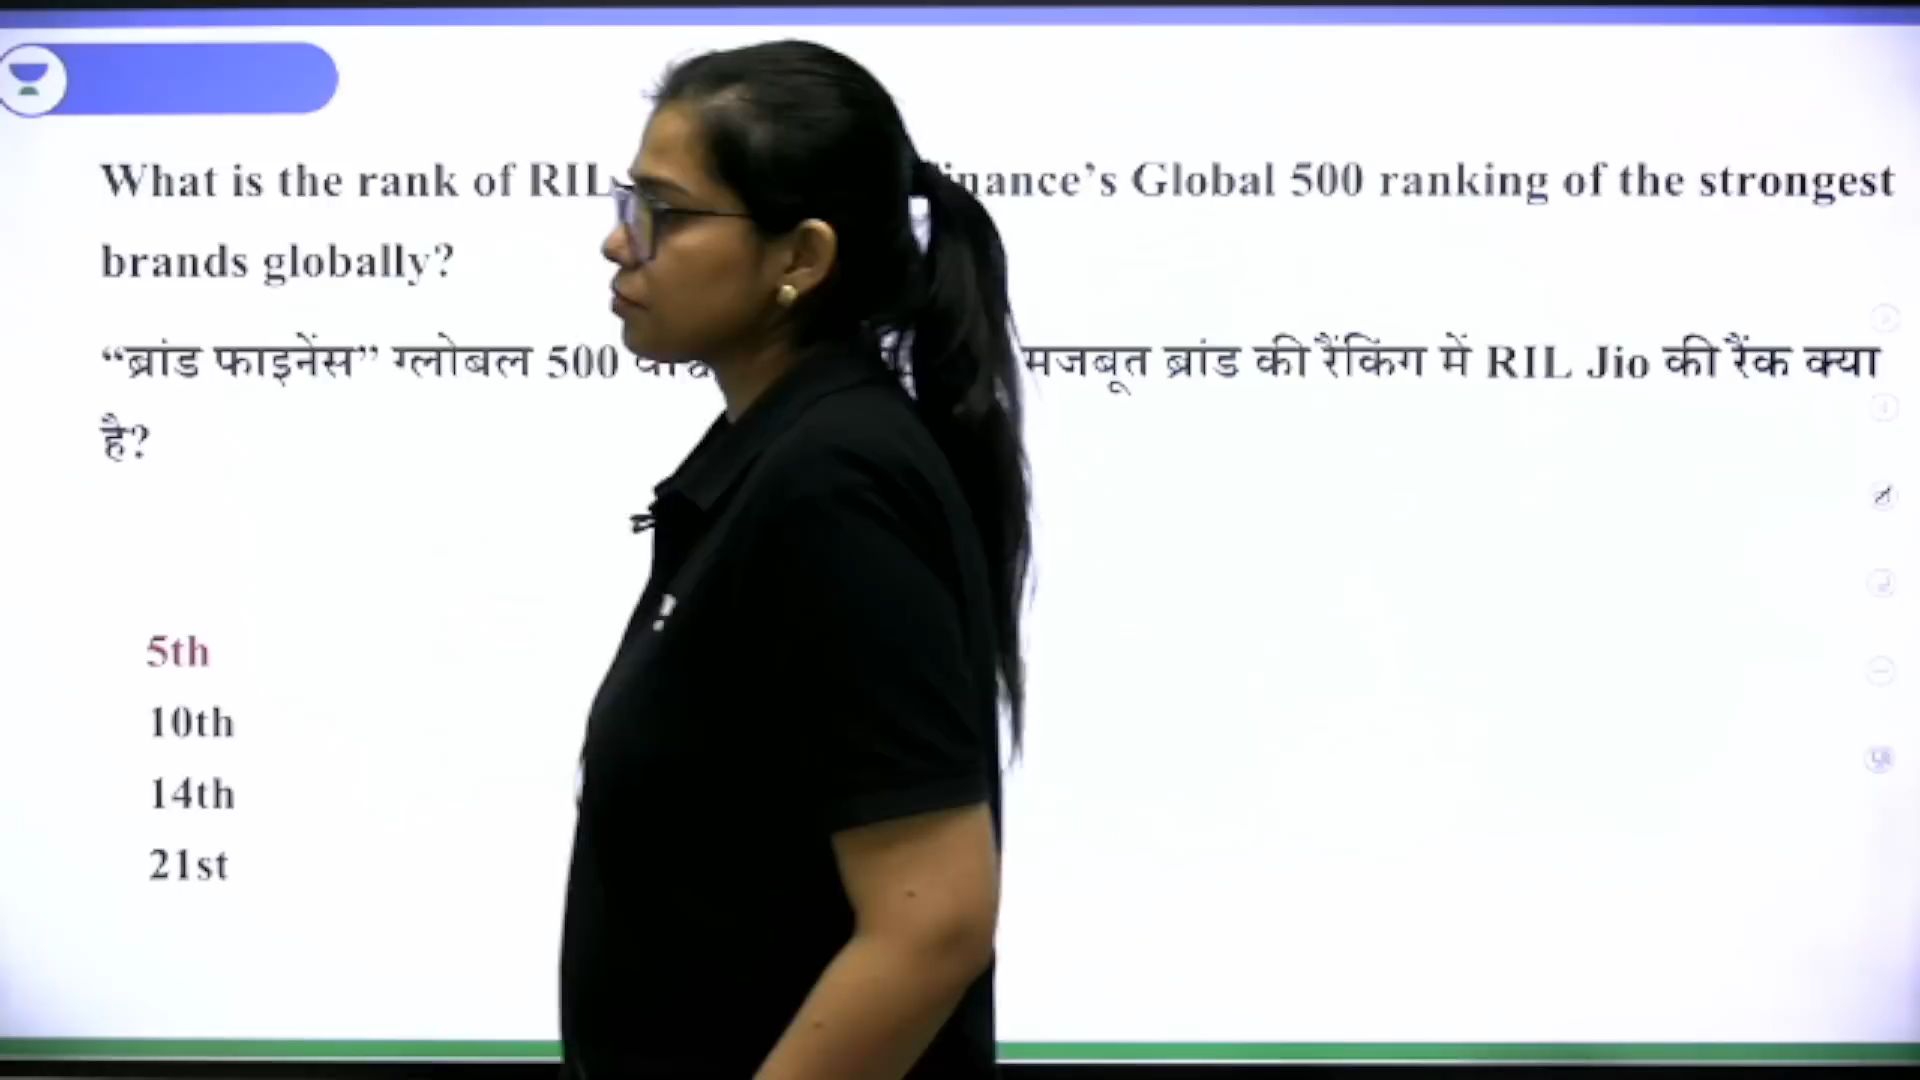 What is the rank of RIL Global 500 ranking of the strongest
brands globally?
“ब्रांड फाइनेंस” ग्लोबल 500 मजबूत ब्रांड की रैंकिंग में RIL Jio की रैंक क्या
है?
5th
10th
14th
21st